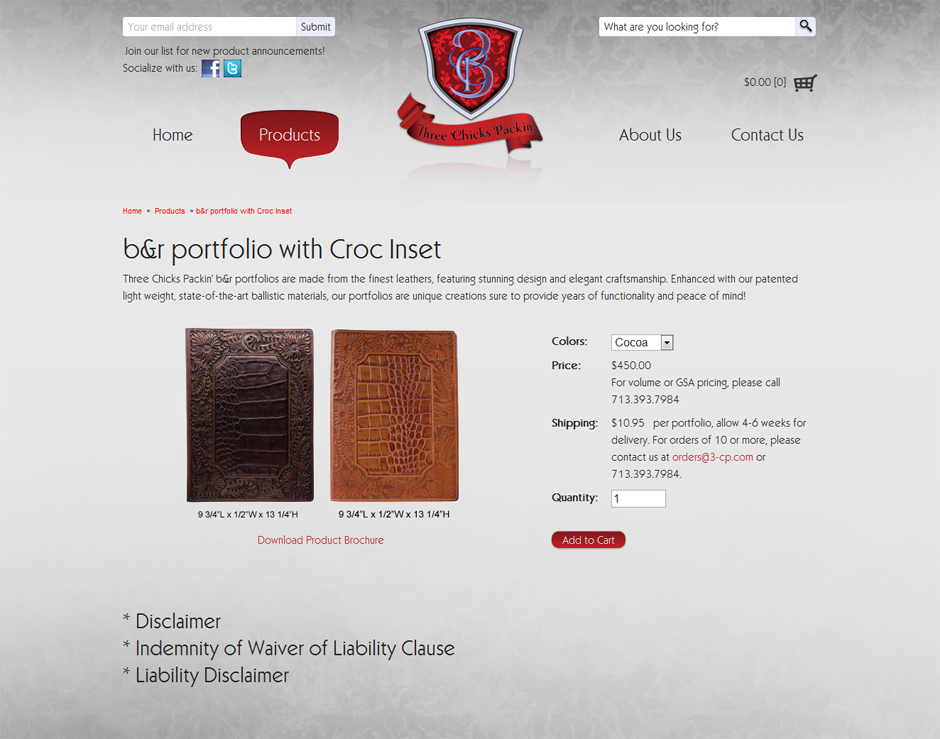 Your email address Submit
What are you looking for?
Join our list for new product announcements!
Socialize with us:
$0.00 [0]
3CP
Three Chicks Packin'
Home
Products
About Us
Contact Us
Home » Products » b&r portfolio with Croc Inset
b&r portfolio with Croc Inset
Three Chicks Packin' b&r portfolios are made from the finest leathers, featuring stunning design and elegant craftsmanship. Enhanced with our patented
light weight, state-of-the-art ballistic materials, our portfolios are unique creations sure to provide years of functionality and peace of mind!
9 3/4"L x 1/2"W x 13 1/4"H
9 3/4"L x 1/2"W x 13 1/4"H
Download Product Brochure
Colors: Cocoa
Price: $450.00
For volume or GSA pricing, please call
713.393.7984
Shipping: $10.95 per portfolio, allow 4-6 weeks for
delivery. For orders of 10 or more, please
contact us at orders@3-cp.com or
713.393.7984.
Quantity: 1
Add to Cart
* Disclaimer
* Indemnity of Waiver of Liability Clause
* Liability Disclaimer